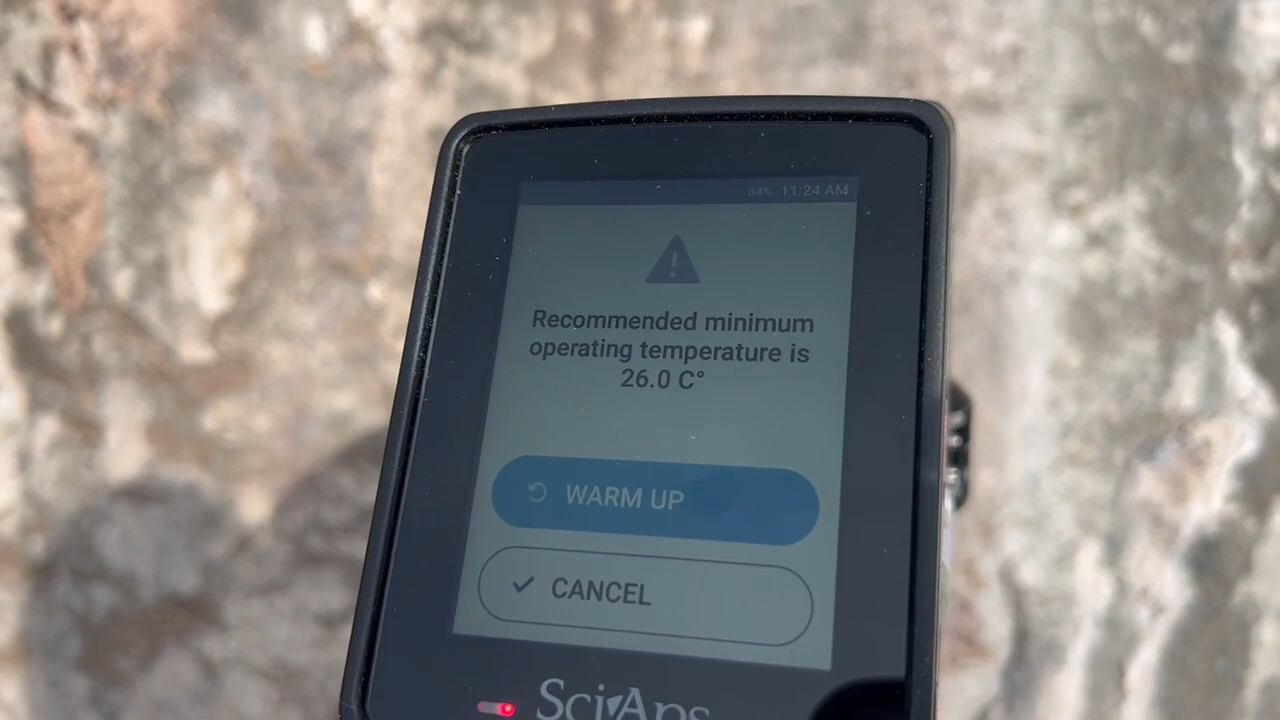 84% 11:24 AM
Recommended minimum
operating temperature is
26.0 C°
WARM UP
CANCEL
SciAps